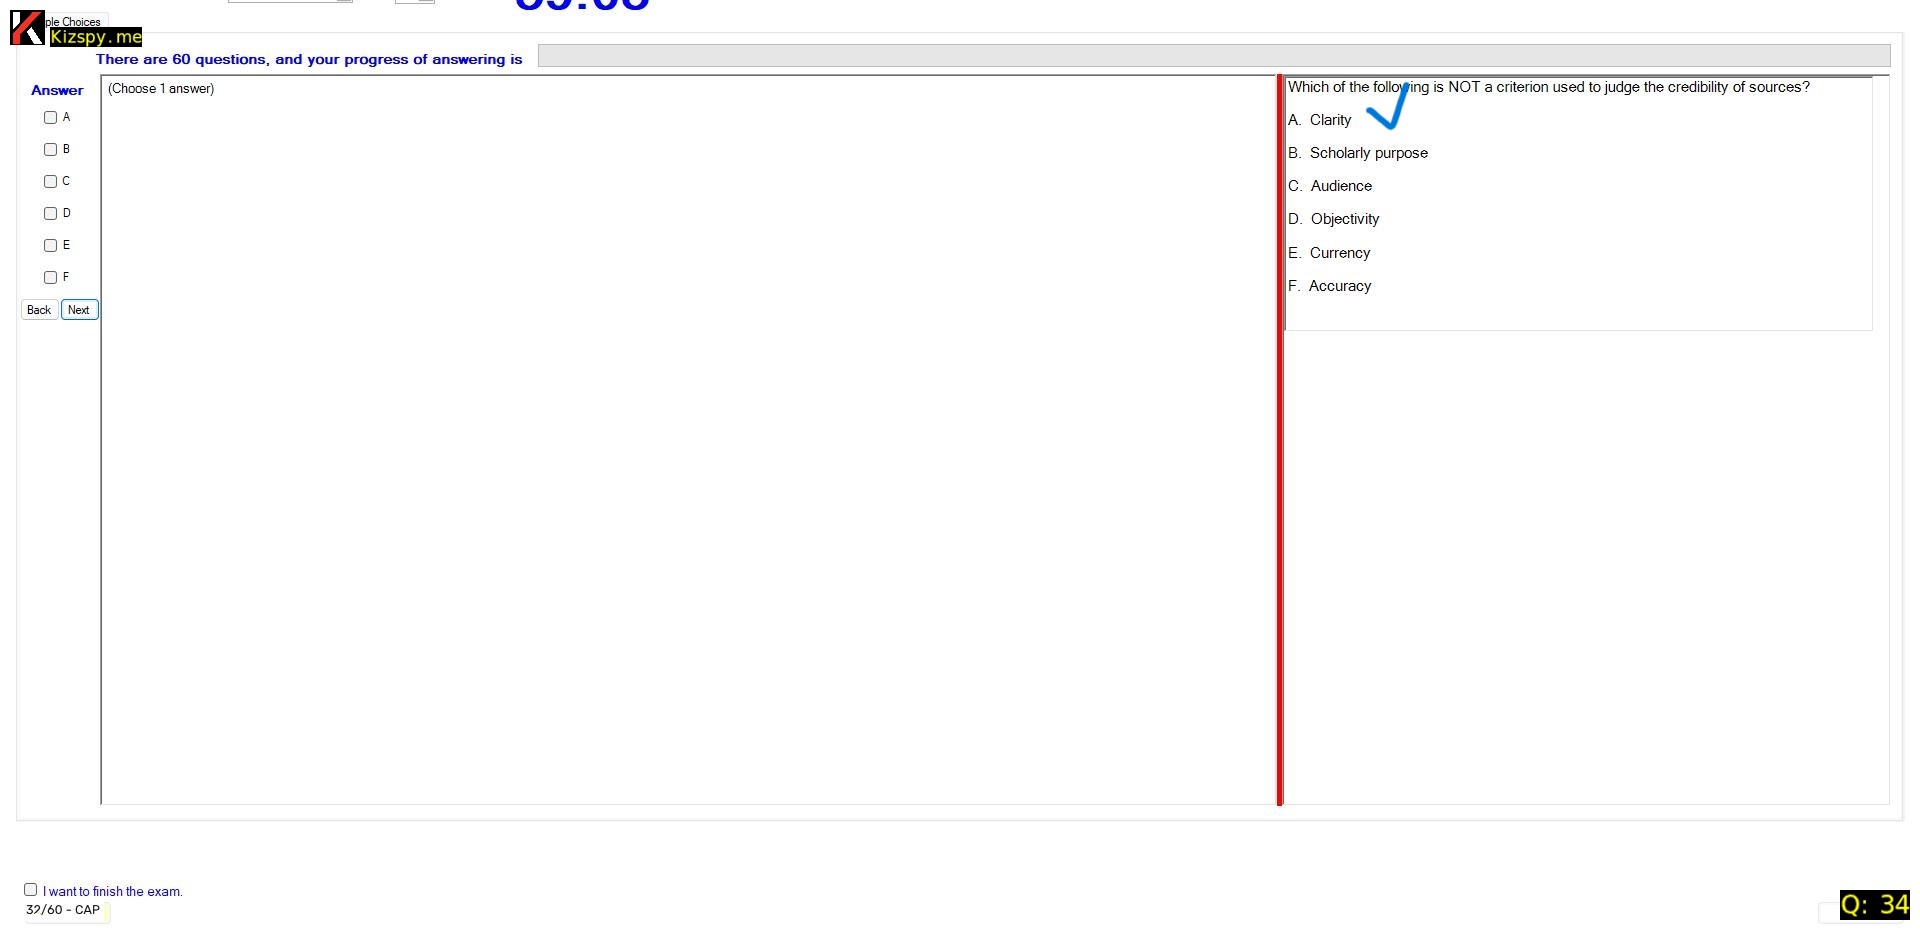 ple Choices
Kizspy.me
There are 60 questions, and your progress of answering is
Answer
(Choose 1 answer)
A
B
C
D
E
F
Back
Next
Which of the following is NOT a criterion used to judge the credibility of sources?
A. Clarity
B. Scholarly purpose
C. Audience
D. Objectivity
E. Currency
F. Accuracy
I want to finish the exam.
32/60 - CAP
Q: 34